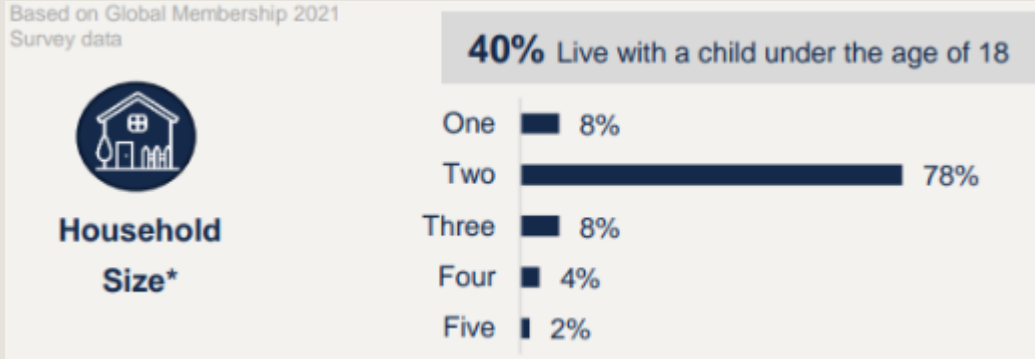 Based on Global Membership 2021
Survey data
40% Live with a child under the age of 18
Household
Size*
One 8%
Two 78%
Three 8%
Four 4%
Five 2%